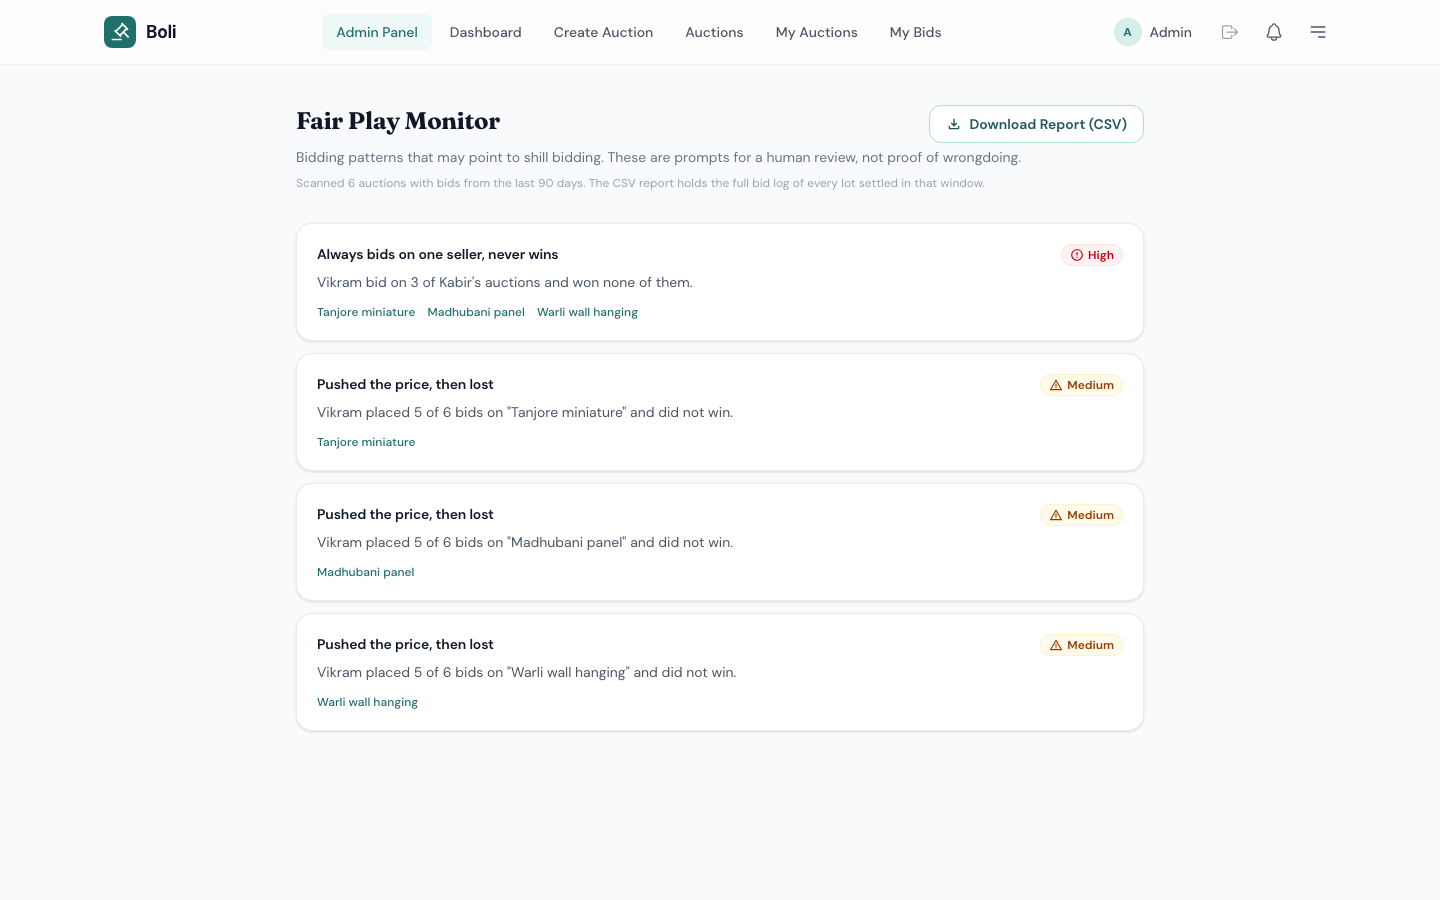 Boli
Admin Panel
Dashboard
Create Auction
Auctions
My Auctions
My Bids
A
Admin
Fair Play Monitor
Download Report (CSV)
Bidding patterns that may point to shill bidding. These are prompts for a human review, not proof of wrongdoing.
Scanned 6 auctions with bids from the last 90 days. The CSV report holds the full bid log of every lot settled in that window.
Always bids on one seller, never wins
High
Vikram bid on 3 of Kabir's auctions and won none of them.
Tanjore miniature Madhubani panel Warli wall hanging
Pushed the price, then lost
Medium
Vikram placed 5 of 6 bids on "Tanjore miniature" and did not win.
Tanjore miniature
Pushed the price, then lost
Medium
Vikram placed 5 of 6 bids on "Madhubani panel" and did not win.
Madhubani panel
Pushed the price, then lost
Medium
Vikram placed 5 of 6 bids on "Warli wall hanging" and did not win.
Warli wall hanging